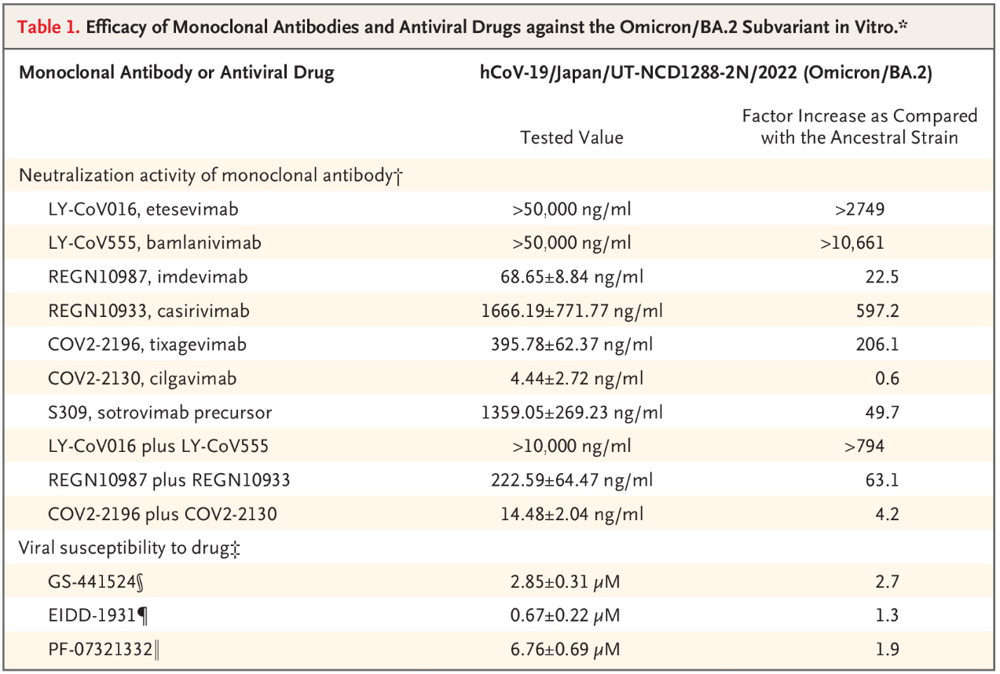 Table 1. Efficacy of Monoclonal Antibodies and Antiviral Drugs against the Omicron/BA.2 Subvariant in Vitro.*
Monoclonal Antibody or Antiviral Drug hCoV-19/Japan/UT-NCD1288-2N/2022 (Omicron/BA.2)
Tested Value Factor Increase as Compared
with the Ancestral Strain
Neutralization activity of monoclonal antibody†
LY-CoV016, etesevimab >50,000 ng/ml >2749
LY-CoV555, bamlanivimab >50,000 ng/ml >10,661
REGN10987, imdevimab 68.65±8.84 ng/ml 22.5
REGN10933, casirivimab 1666.19±771.77 ng/ml 597.2
COV2-2196, tixagevimab 395.78±62.37 ng/ml 206.1
COV2-2130, cilgavimab 4.44±2.72 ng/ml 0.6
S309, sotrovimab precursor 1359.05±269.23 ng/ml 49.7
LY-CoV016 plus LY-CoV555 >10,000 ng/ml >794
REGN10987 plus REGN10933 222.59±64.47 ng/ml 63.1
COV2-2196 plus COV2-2130 14.48±2.04 ng/ml 4.2
Viral susceptibility to drug‡
GS-441524§ 2.85±0.31 μM 2.7
EIDD-1931¶ 0.67±0.22 μM 1.3
PF-07321332‖ 6.76±0.69 μM 1.9